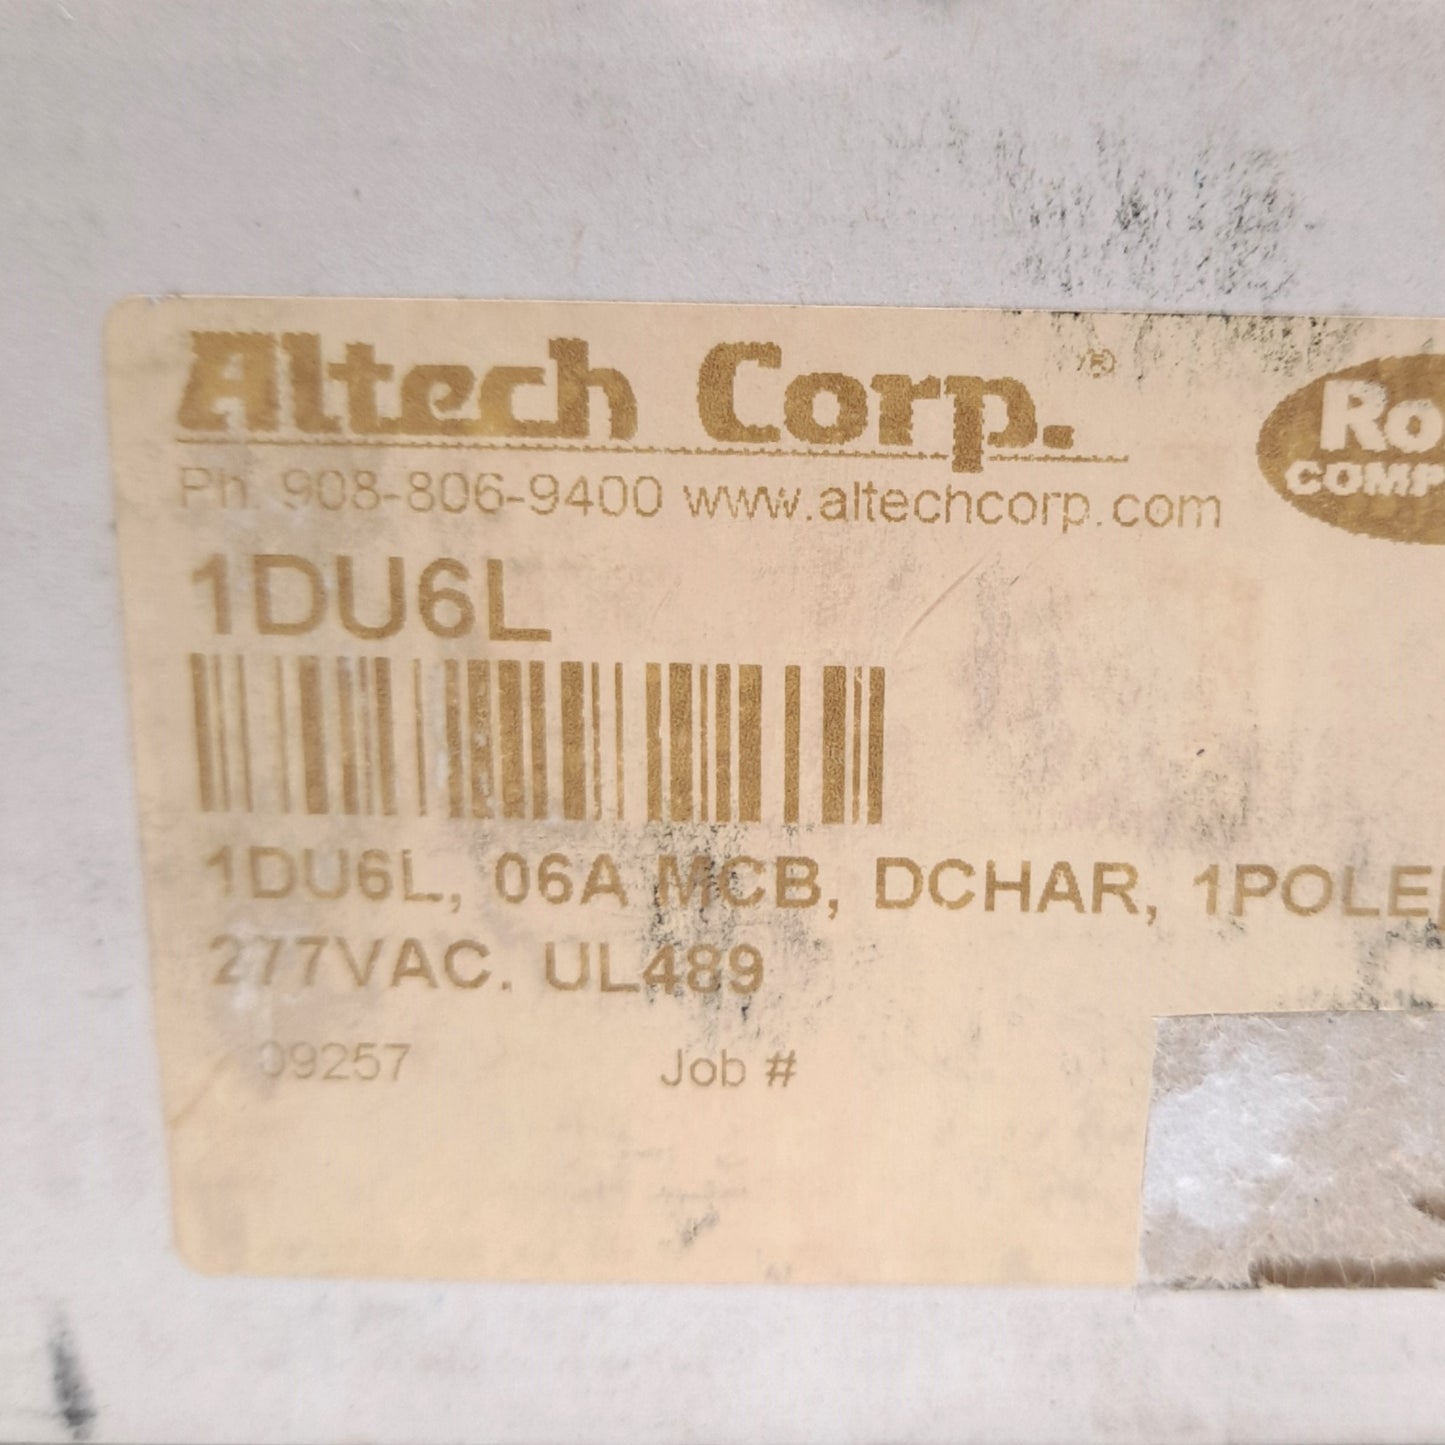 Altech Corp.®
Ph. 908-806-9400 www.altechcorp.com
1DU6L
1DU6L, 06A MCB, DCHAR, 1POLE
277VAC. UL489
09257 Job #